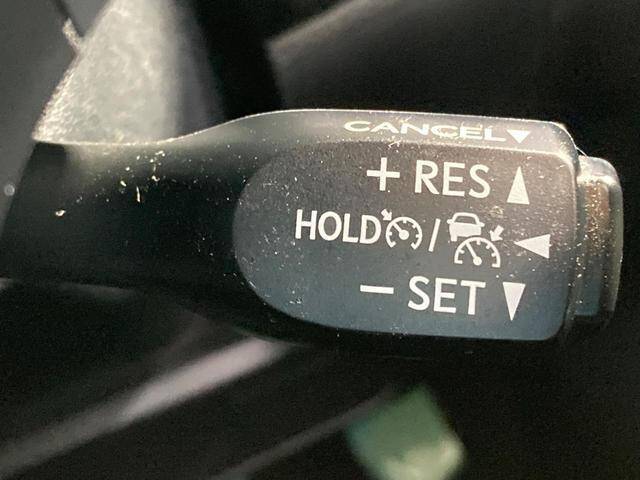 CANCEL▼
+ RES ▲
HOLD / ◀
− SET ▼